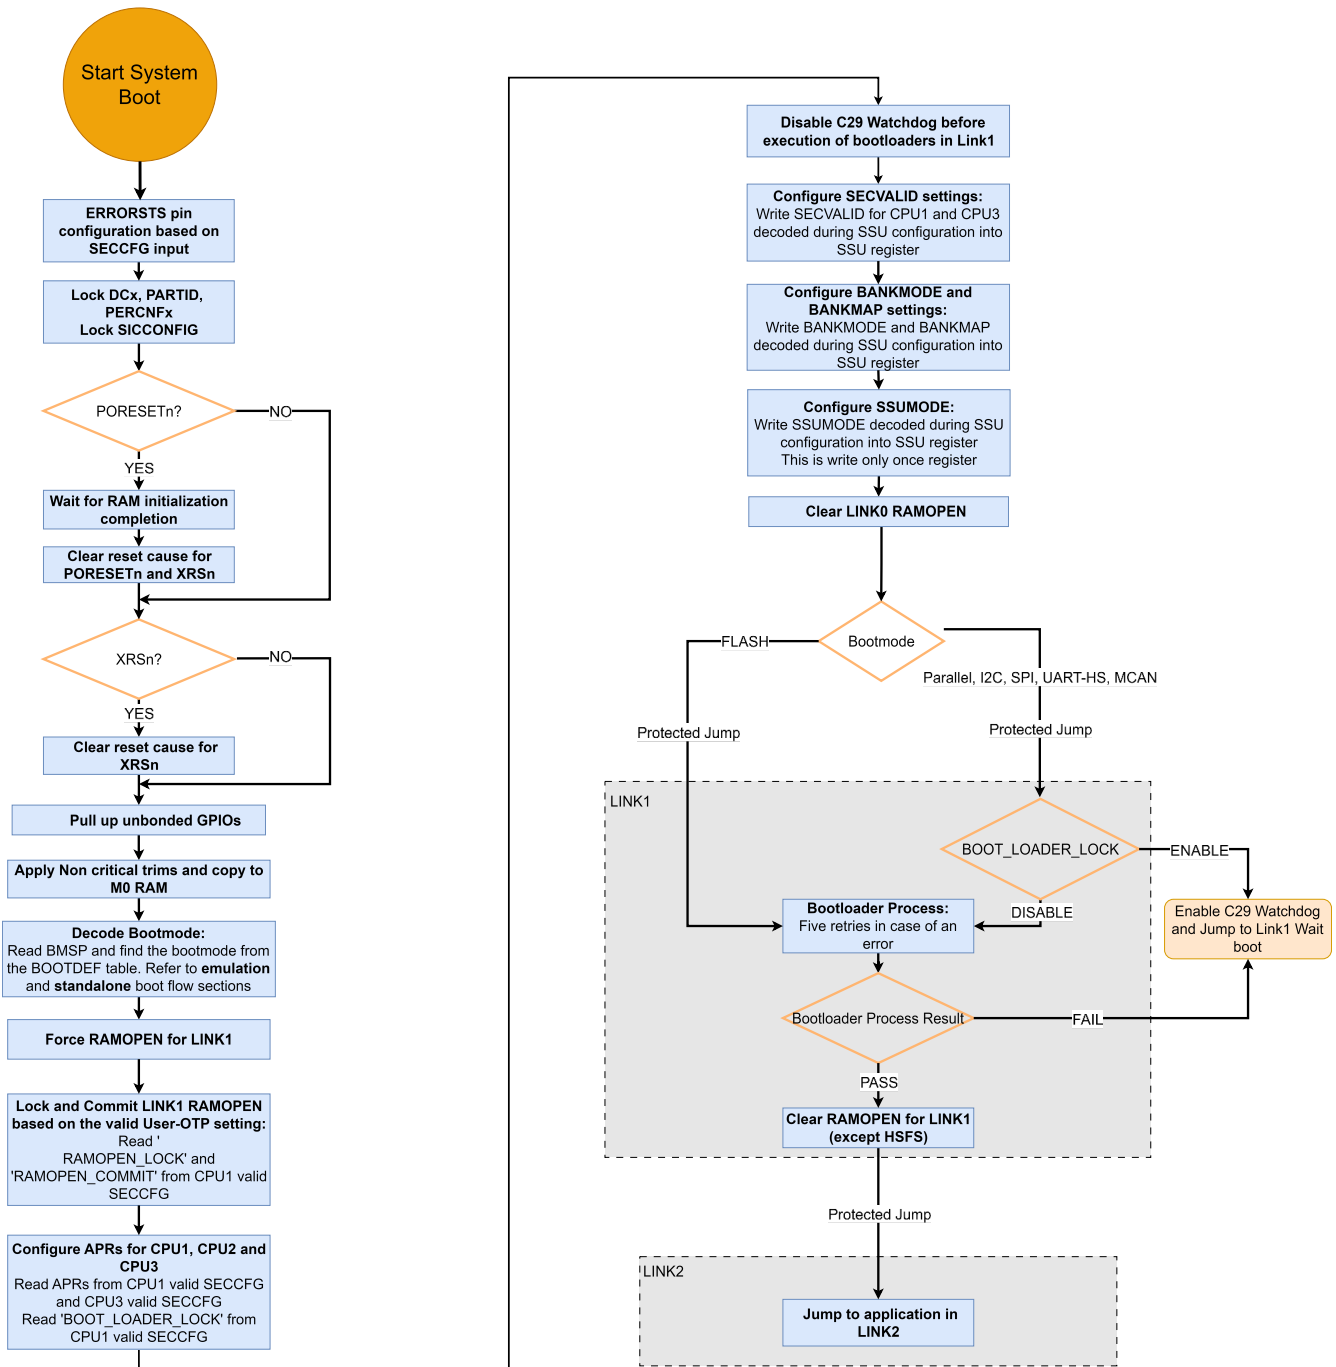 Start System
Boot
ERRORSTS pin
configuration based on
SECCFG input
Lock DCx, PARTID,
PERCNFx
Lock SICCONFIG
PORESETn?
NO
YES
Wait for RAM initialization
completion
Clear reset cause for
PORESETn and XRSn
XRSn?
NO
YES
Clear reset cause for
XRSn
Pull up unbonded GPIOs
Apply Non critical trims and copy to
M0 RAM
Decode Bootmode:
Read BMSP and find the bootmode from
the BOOTDEF table. Refer to emulation
and standalone boot flow sections
Force RAMOPEN for LINK1
Lock and Commit LINK1 RAMOPEN
based on the valid User-OTP setting:
Read '
RAMOPEN_LOCK' and
'RAMOPEN_COMMIT' from CPU1 valid
SECCFG
Configure APRs for CPU1, CPU2 and
CPU3
Read APRs from CPU1 valid SECCFG
and CPU3 valid SECCFG
Read 'BOOT_LOADER_LOCK' from
CPU1 valid SECCFG
Disable C29 Watchdog before
execution of bootloaders in Link1
Configure SECVALID settings:
Write SECVALID for CPU1 and CPU3
decoded during SSU configuration into
SSU register
Configure BANKMODE and
BANKMAP settings:
Write BANKMODE and BANKMAP
decoded during SSU configuration into
SSU register
Configure SSUMODE:
Write SSUMODE decoded during SSU
configuration into SSU register
This is write only once register
Clear LINK0 RAMOPEN
Bootmode
FLASH
Parallel, I2C, SPI, UART-HS, MCAN
Protected Jump
Protected Jump
LINK1
BOOT_LOADER_LOCK
ENABLE
DISABLE
Bootloader Process:
Five retries in case of an
error
Enable C29 Watchdog
and Jump to Link1 Wait
boot
Bootloader Process Result
FAIL
PASS
Clear RAMOPEN for LINK1
(except HSFS)
Protected Jump
LINK2
Jump to application in
LINK2